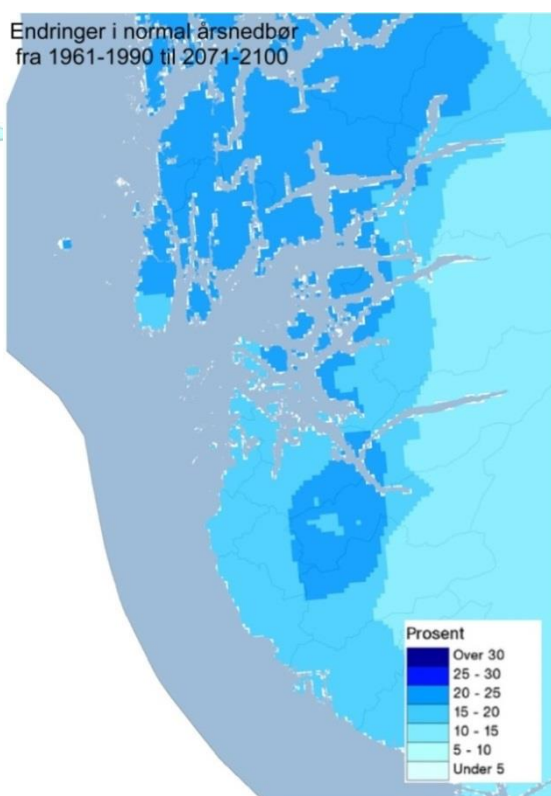 Endringer i normal årsnedbør
fra 1961-1990 til 2071-2100
Prosent
Over 30
25 - 30
20 - 25
15 - 20
10 - 15
5 - 10
Under 5